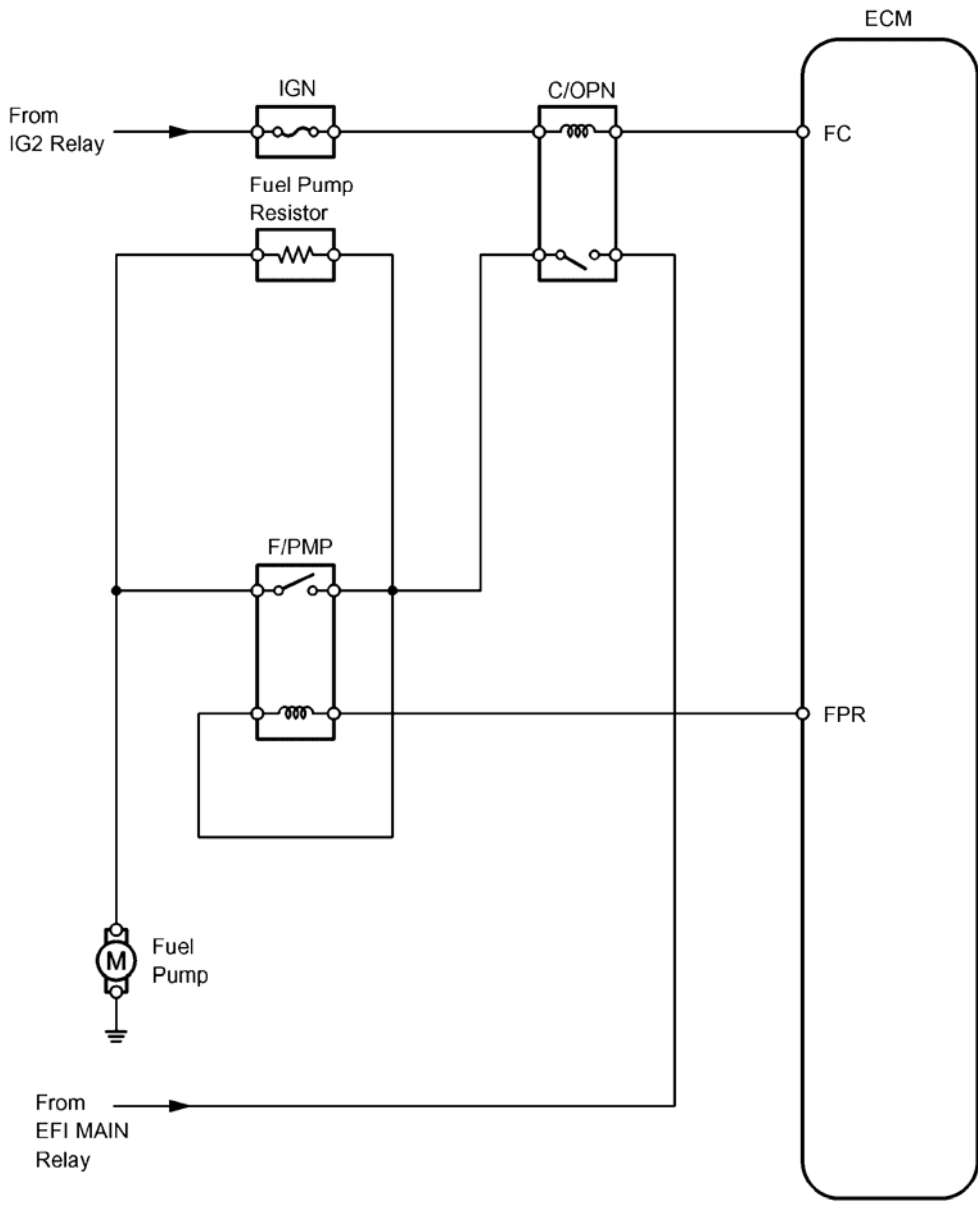 ECM
IGN
C/OPN
From
IG2 Relay
FC
Fuel Pump
Resistor
F/PMP
FPR
M
Fuel
Pump
From
EFI MAIN
Relay